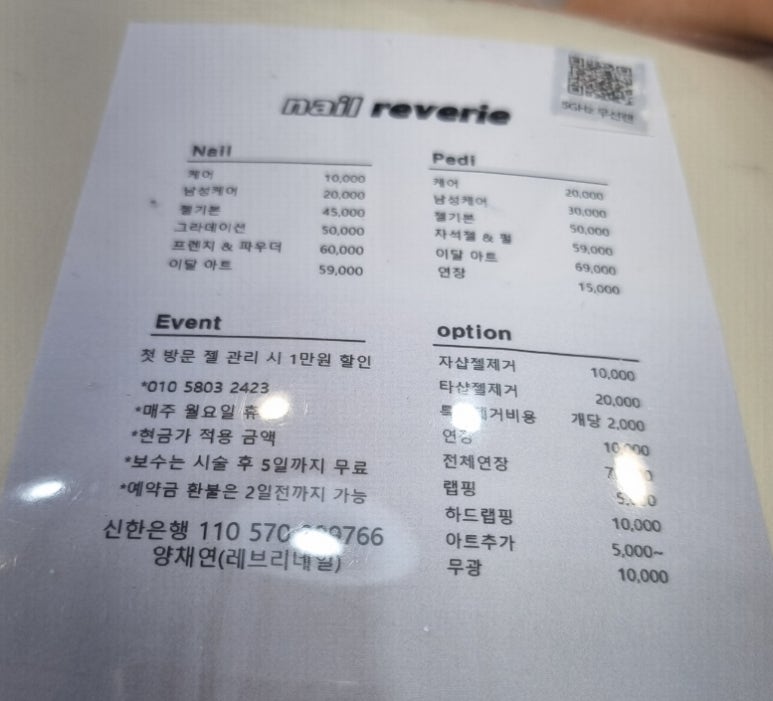 5GHz 무선랜
nail reverie
Nail
케어 10,000
남성케어 20,000
젤기본 45,000
그라데이션 50,000
프렌치 & 파우더 60,000
이달 아트 59,000
Pedi
케어 20,000
남성케어 30,000
젤기본 50,000
자석젤 & 펄 59,000
이달 아트 69,000
연장 15,000
Event
첫 방문 젤 관리 시 1만원 할인
*010 5803 2423
*매주 월요일
*현금가 적용 금액
*보수는 시술 후 5일까지 무료
*예약금 환불은 2일전까지 가능
신한은행 110 570
양채연(레브리네일)
option
자샵젤제거 10,000
타샵젤제거 20,000
개당 2,000
연장
전체연장
랩핑
하드랩핑 10,000
아트추가 5,000~
무광 10,000